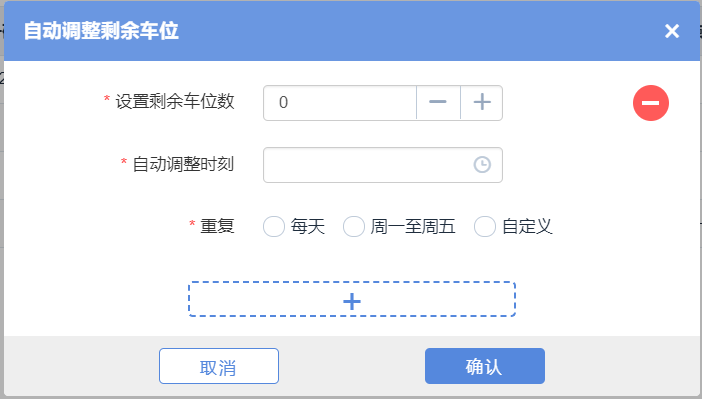 自动调整剩余车位
* 设置剩余车位数 0
* 自动调整时刻
* 重复 每天 周一至周五 自定义
取消 确认